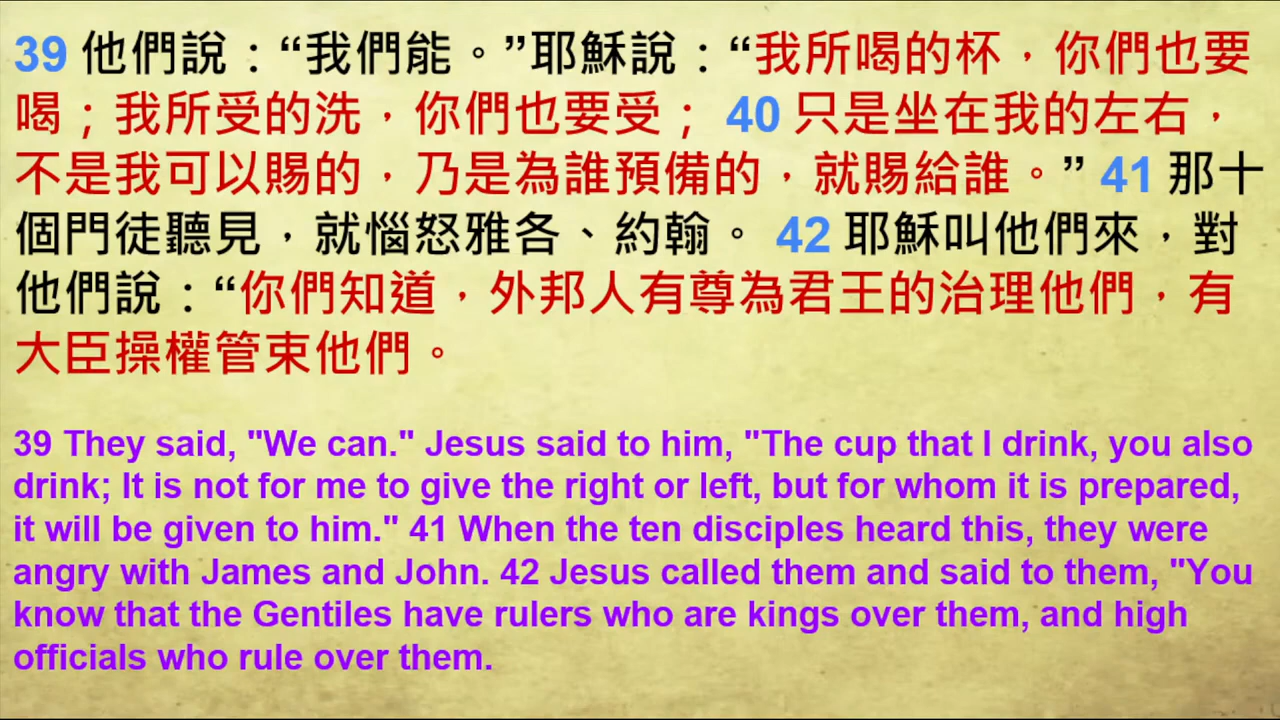 39 他們說：“我們能。”耶穌說：“我所喝的杯，你們也要
喝；我所受的洗，你們也要受； 40 只是坐在我的左右，
不是我可以賜的，乃是為誰預備的，就賜給誰。” 41 那十
個門徒聽見，就惱怒雅各、約翰。 42 耶穌叫他們來，對
他們說：“你們知道，外邦人有尊為君王的治理他們，有
大臣操權管束他們。
39 They said, "We can." Jesus said to him, "The cup that I drink, you also
drink; It is not for me to give the right or left, but for whom it is prepared,
it will be given to him." 41 When the ten disciples heard this, they were
angry with James and John. 42 Jesus called them and said to them, "You
know that the Gentiles have rulers who are kings over them, and high
officials who rule over them.